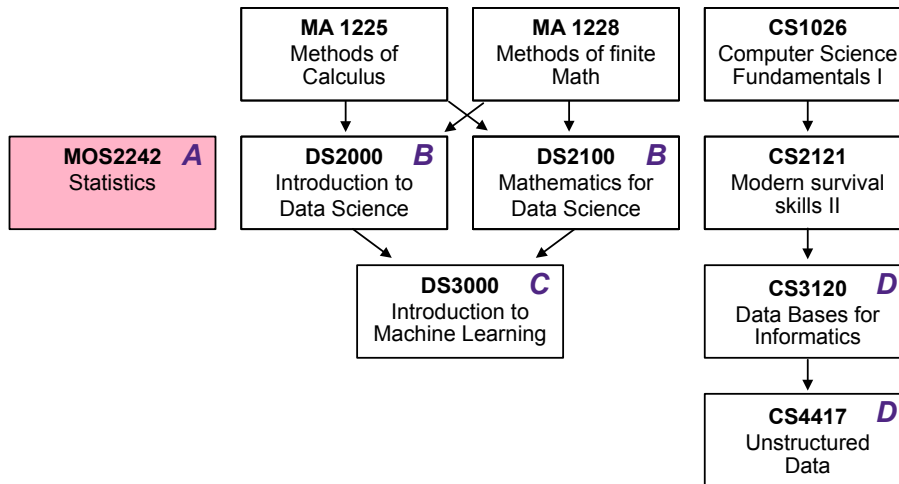 MA 1225
Methods of
Calculus
MA 1228
Methods of finite
Math
CS1026
Computer Science
Fundamentals I
MOS2242 A
Statistics
DS2000 B
Introduction to
Data Science
DS2100 B
Mathematics for
Data Science
CS2121
Modern survival
skills II
DS3000 C
Introduction to
Machine Learning
CS3120 D
Data Bases for
Informatics
CS4417 D
Unstructured
Data